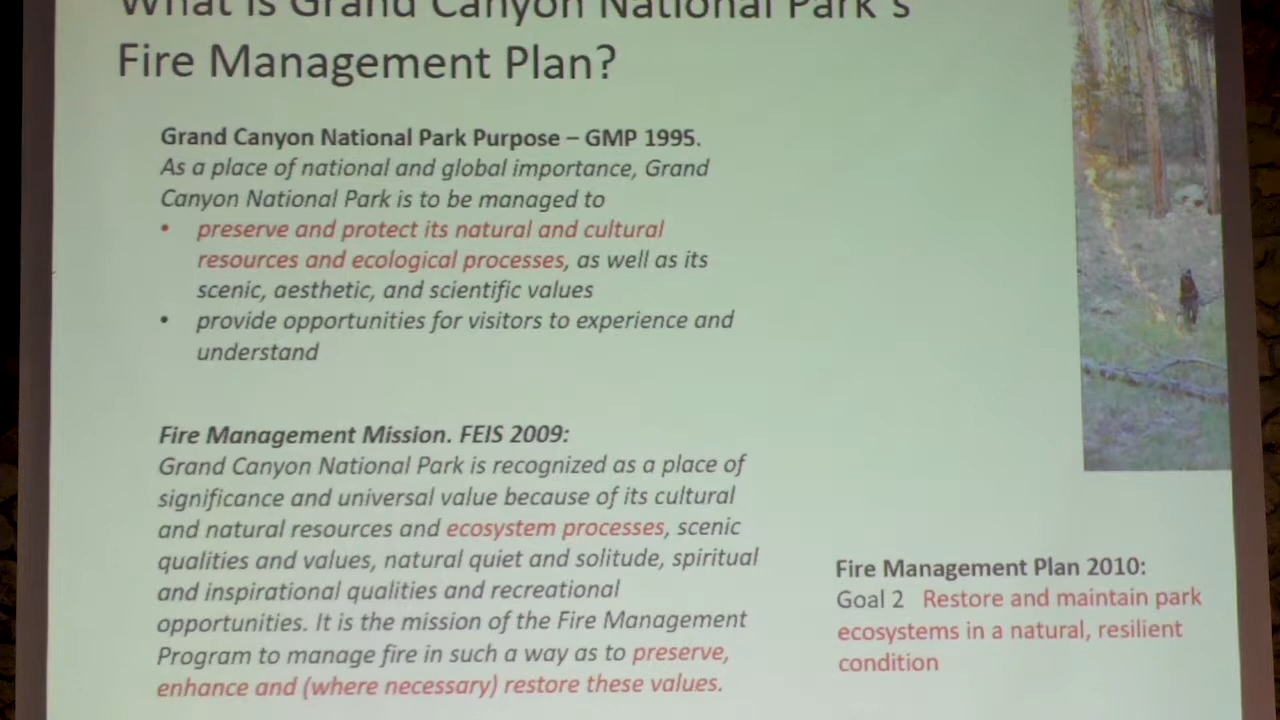 What is Grand Canyon National Park's
Fire Management Plan?
Grand Canyon National Park Purpose – GMP 1995.
As a place of national and global importance, Grand
Canyon National Park is to be managed to
• preserve and protect its natural and cultural
resources and ecological processes, as well as its
scenic, aesthetic, and scientific values
• provide opportunities for visitors to experience and
understand
Fire Management Mission. FEIS 2009:
Grand Canyon National Park is recognized as a place of
significance and universal value because of its cultural
and natural resources and ecosystem processes, scenic
qualities and values, natural quiet and solitude, spiritual
and inspirational qualities and recreational
opportunities. It is the mission of the Fire Management
Program to manage fire in such a way as to preserve,
enhance and (where necessary) restore these values.
Fire Management Plan 2010:
Goal 2 Restore and maintain park
ecosystems in a natural, resilient
condition